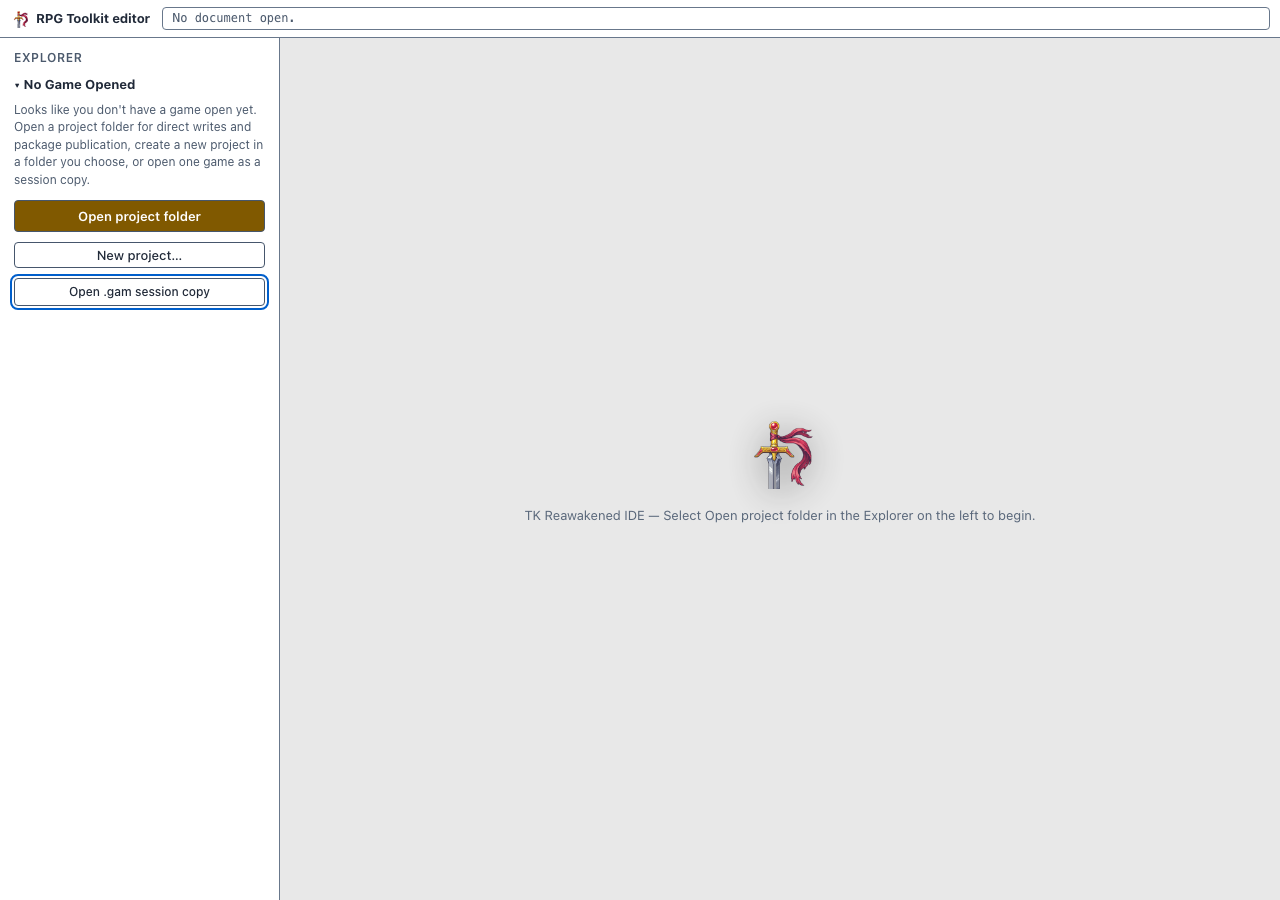 RPG Toolkit editor
No document open.
EXPLORER
No Game Opened
Looks like you don't have a game open yet.
Open a project folder for direct writes and
package publication, create a new project in
a folder you choose, or open one game as a
session copy.
Open project folder
New project...
Open .gam session copy
TK Reawakened IDE — Select Open project folder in the Explorer on the left to begin.